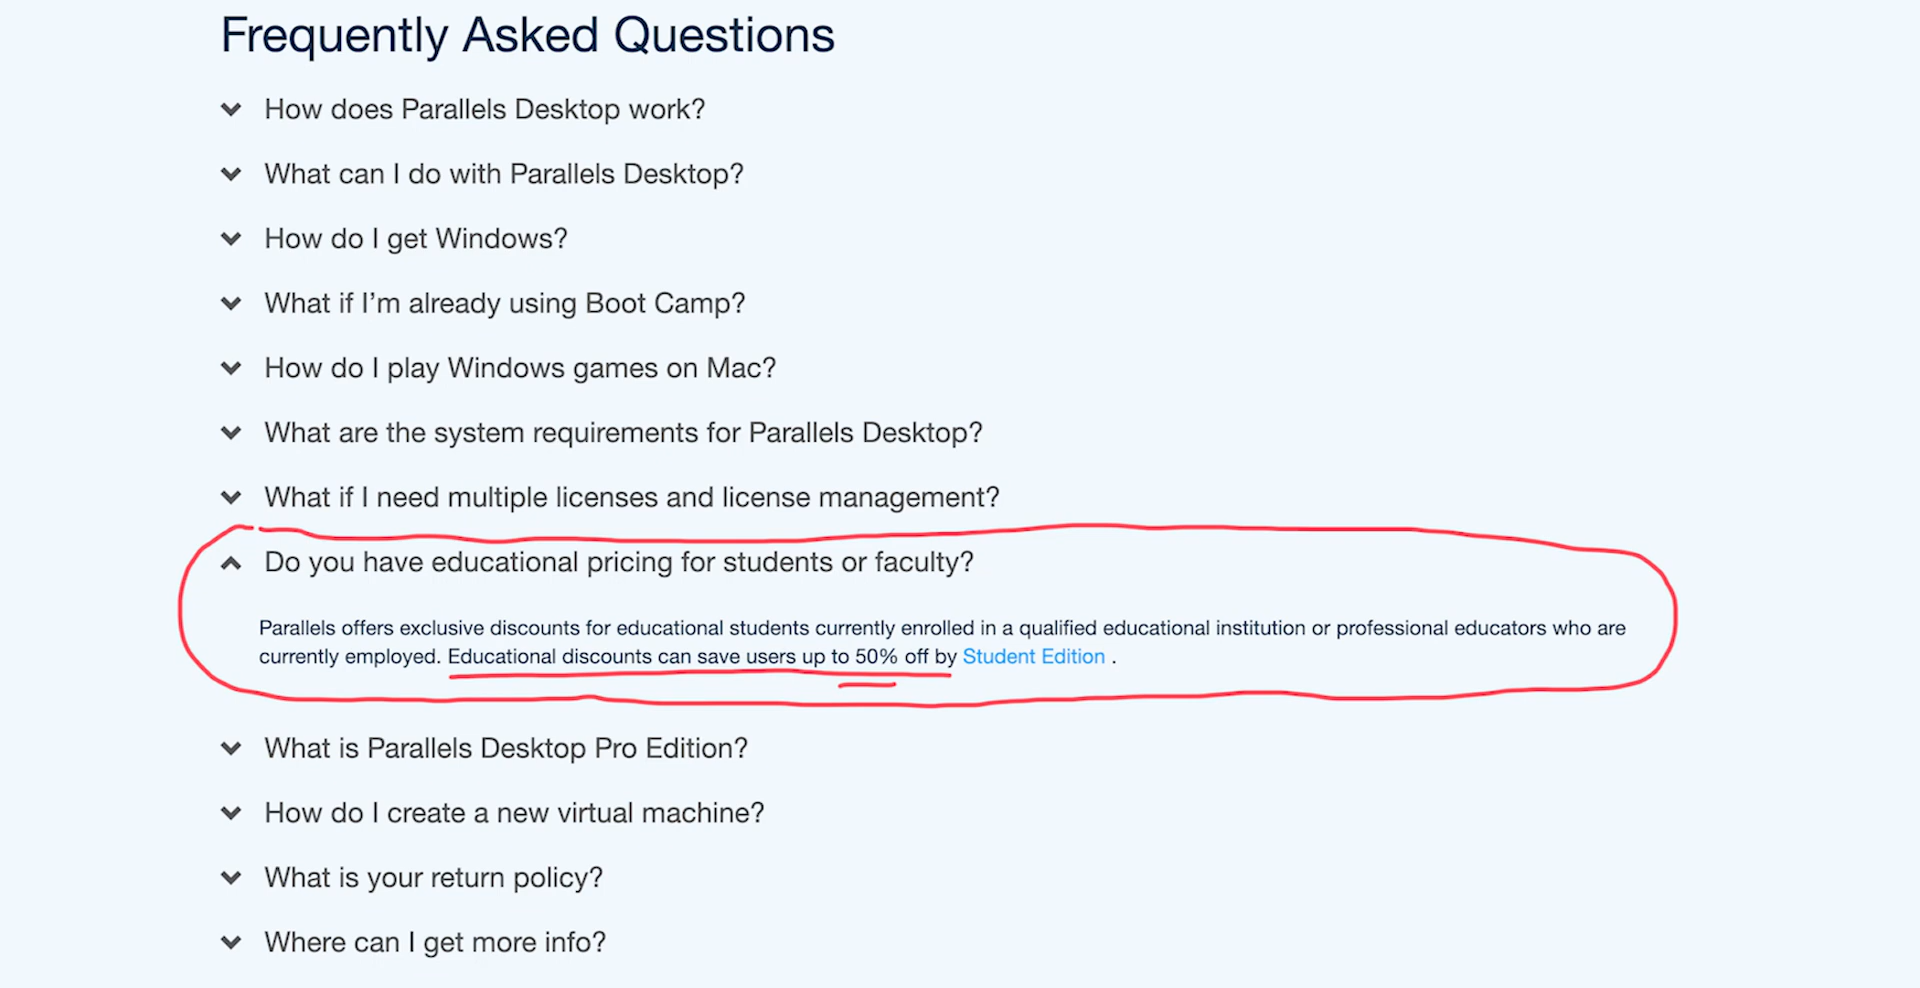 Frequently Asked Questions
How does Parallels Desktop work?
What can I do with Parallels Desktop?
How do I get Windows?
What if I’m already using Boot Camp?
How do I play Windows games on Mac?
What are the system requirements for Parallels Desktop?
What if I need multiple licenses and license management?
Do you have educational pricing for students or faculty?
Parallels offers exclusive discounts for educational students currently enrolled in a qualified educational institution or professional educators who are
currently employed. Educational discounts can save users up to 50% off by Student Edition .
What is Parallels Desktop Pro Edition?
How do I create a new virtual machine?
What is your return policy?
Where can I get more info?